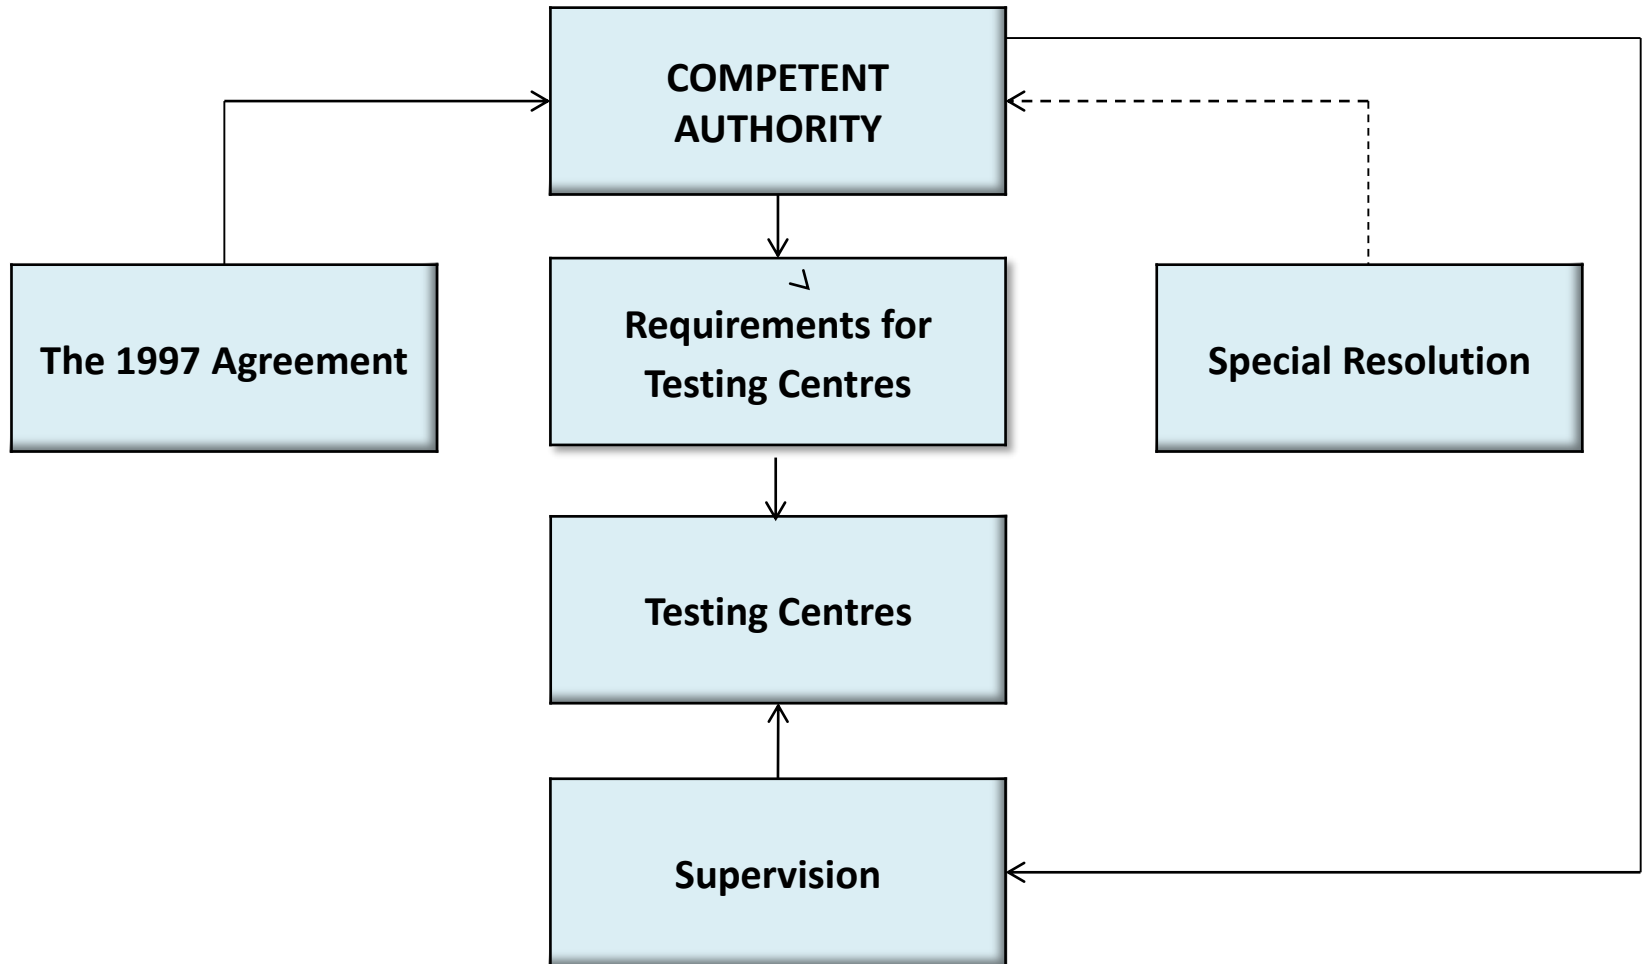 COMPETENT
AUTHORITY
The 1997 Agreement
Requirements for
Testing Centres
Special Resolution
Testing Centres
Supervision